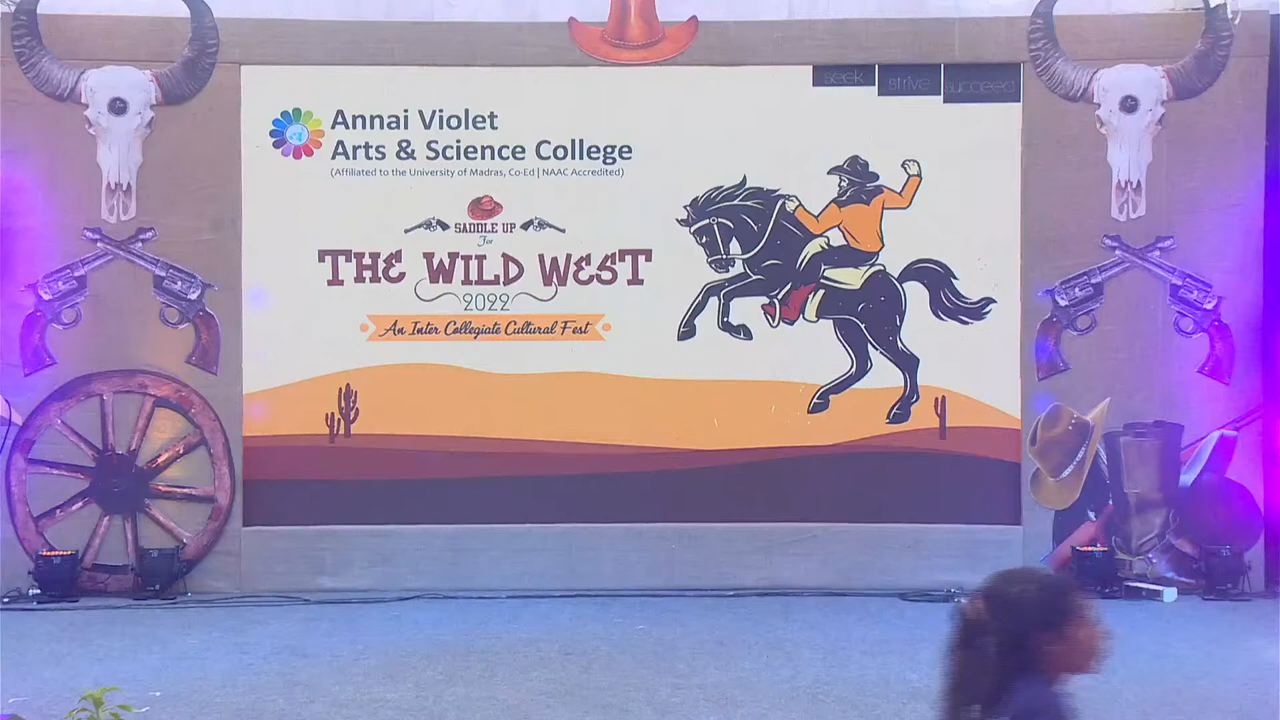 seek
strive
succeed
Annai Violet
Arts & Science College
(Affiliated to the University of Madras, Co-Ed | NAAC Accredited)
SADDLE UP
For
THE WILD WEST
2022
An Inter Collegiate Cultural Fest